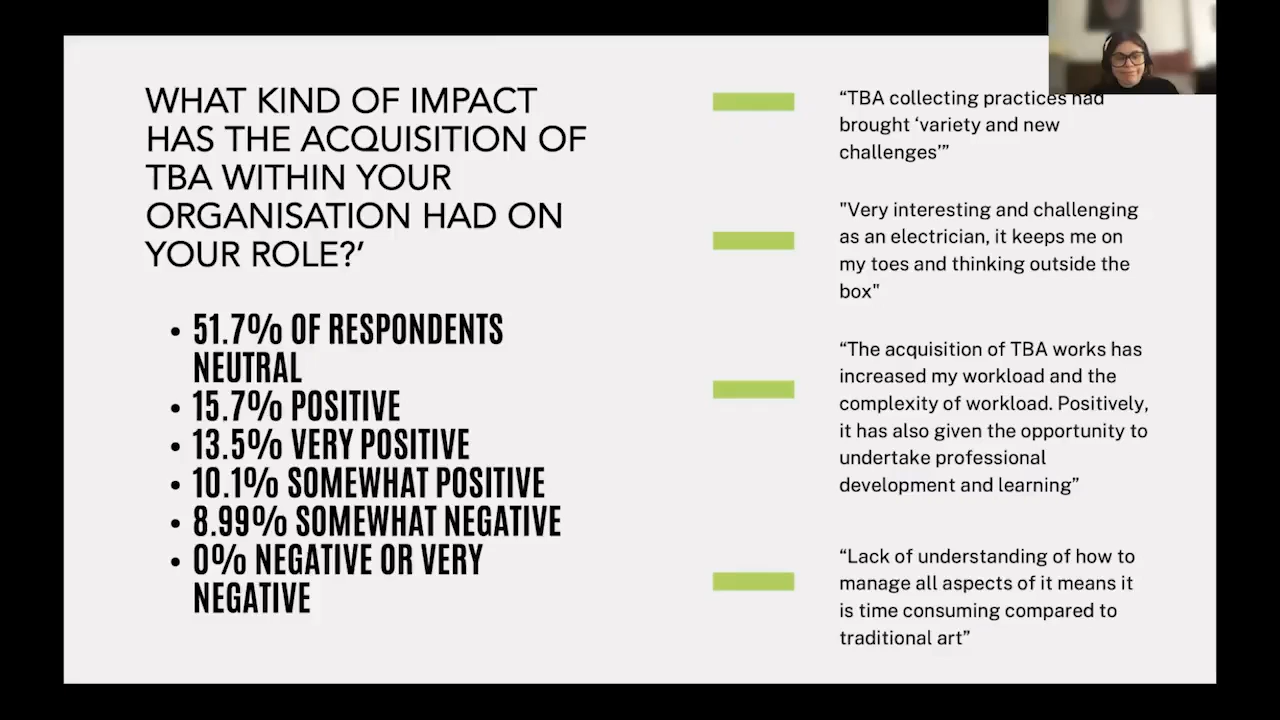 WHAT KIND OF IMPACT
HAS THE ACQUISITION OF
TBA WITHIN YOUR
ORGANISATION HAD ON
YOUR ROLE?’
• 51.7% OF RESPONDENTS
NEUTRAL
• 15.7% POSITIVE
• 13.5% VERY POSITIVE
• 10.1% SOMEWHAT POSITIVE
• 8.99% SOMEWHAT NEGATIVE
• 0% NEGATIVE OR VERY
NEGATIVE
“TBA collecting practices had
brought ‘variety and new
challenges’”
"Very interesting and challenging
as an electrician, it keeps me on
my toes and thinking outside the
box"
“The acquisition of TBA works has
increased my workload and the
complexity of workload. Positively,
it has also given the opportunity to
undertake professional
development and learning”
“Lack of understanding of how to
manage all aspects of it means it
is time consuming compared to
traditional art”